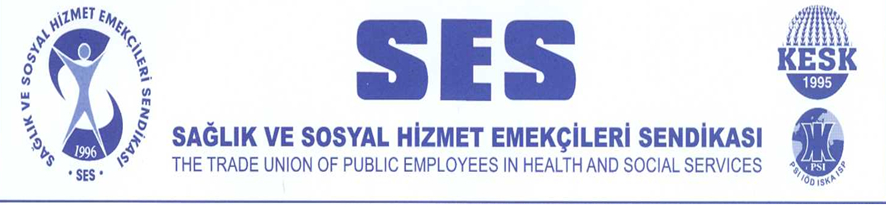 SAĞLIK VE SOSYAL HİZMET EMEKÇİLERİ SENDİKASI
1996
• SES •
SES
SAĞLIK VE SOSYAL HİZMET EMEKÇİLERİ SENDİKASI
THE TRADE UNION OF PUBLIC EMPLOYEES IN HEALTH AND SOCIAL SERVICES
KESK
1995
PSI
PSI IÖD ISKA ISP